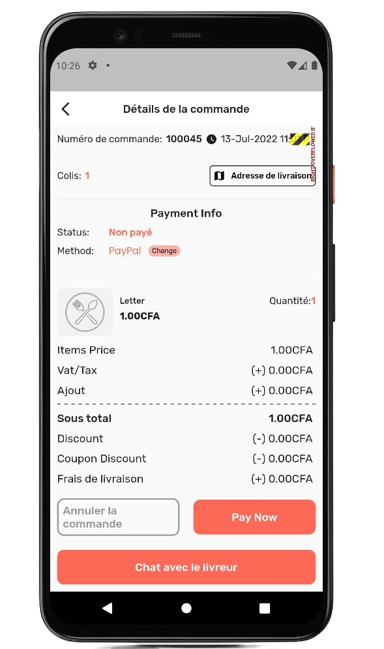 10:26
Détails de la commande
Numéro de commande: 100045 13-Jul-2022 11:
Colis: 1
Adresse de livraison
Payment Info
Status: Non payé
Method: PayPal Change
Letter
Quantité:1
1.00CFA
Items Price 1.00CFA
Vat/Tax (+) 0.00CFA
Ajout (+) 0.00CFA
Sous total 1.00CFA
Discount (-) 0.00CFA
Coupon Discount (-) 0.00CFA
Frais de livraison (+) 0.00CFA
Annuler la
commande
Pay Now
Chat avec le livreur